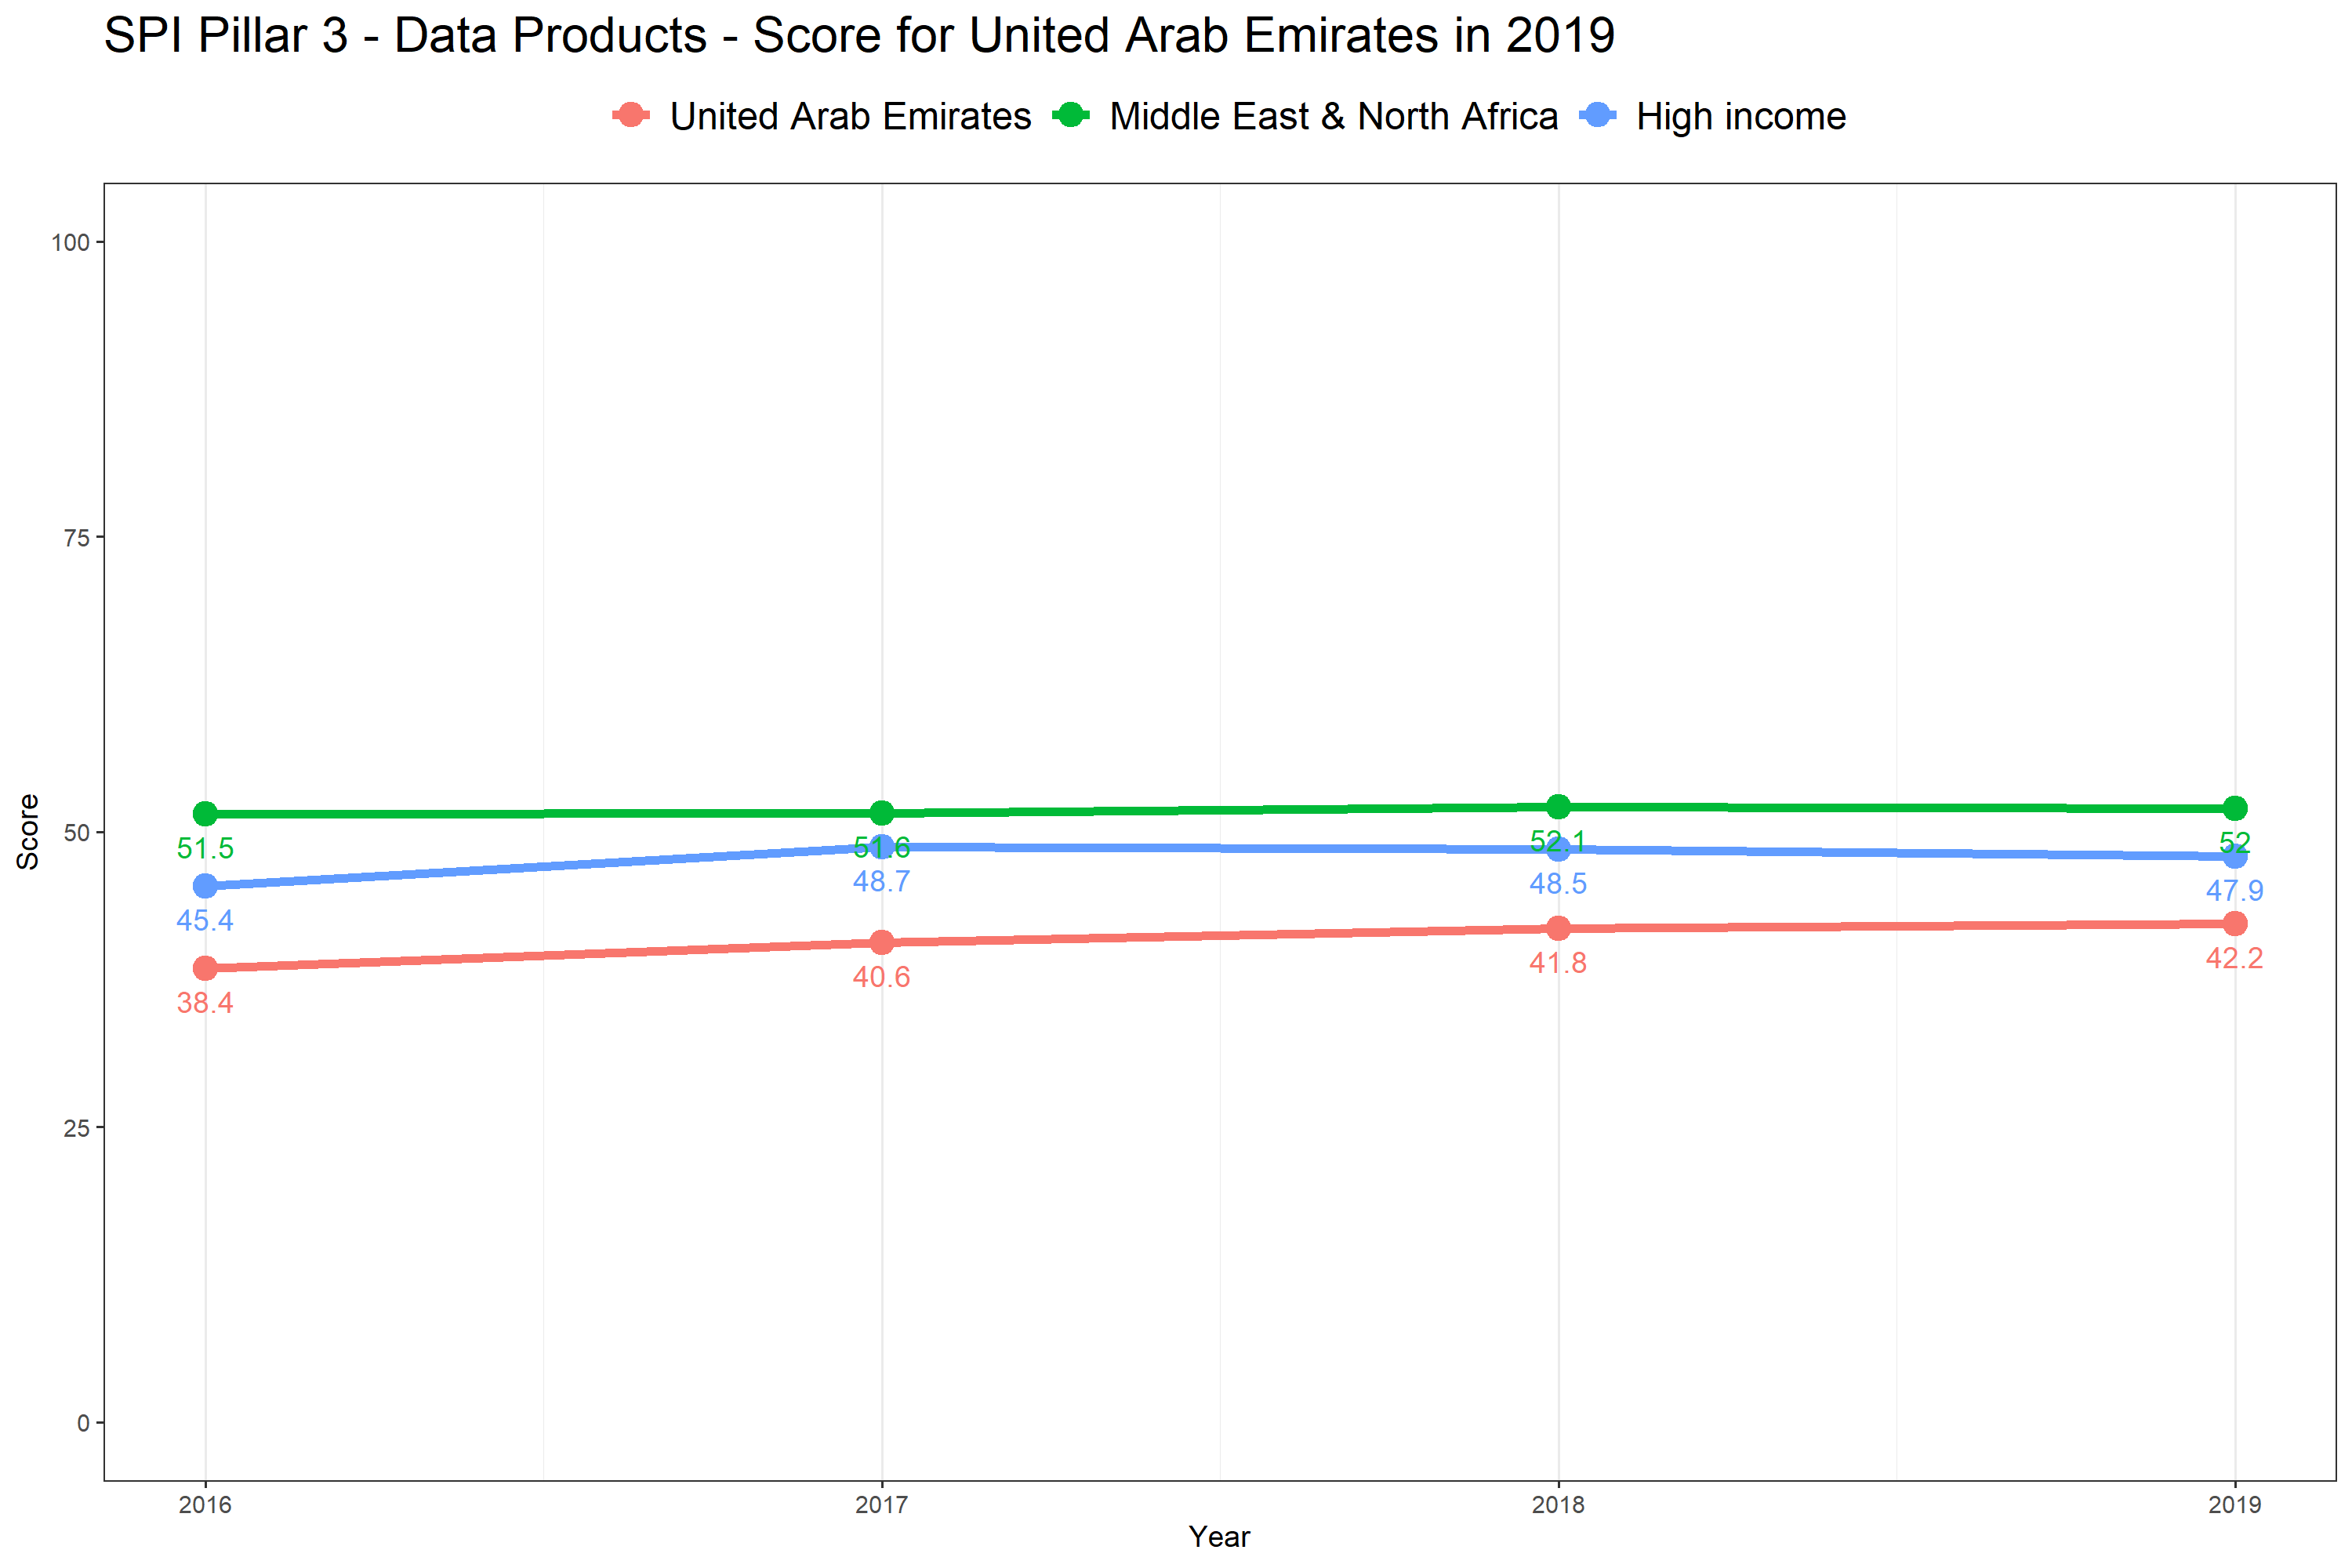 SPI Pillar 3 - Data Products - Score for United Arab Emirates in 2019
United Arab Emirates Middle East & North Africa High income
100
75
50
25
0
Score
51.5 51.6 52.1 52
45.4 48.7 48.5 47.9
38.4 40.6 41.8 42.2
2016 2017 2018 2019
Year